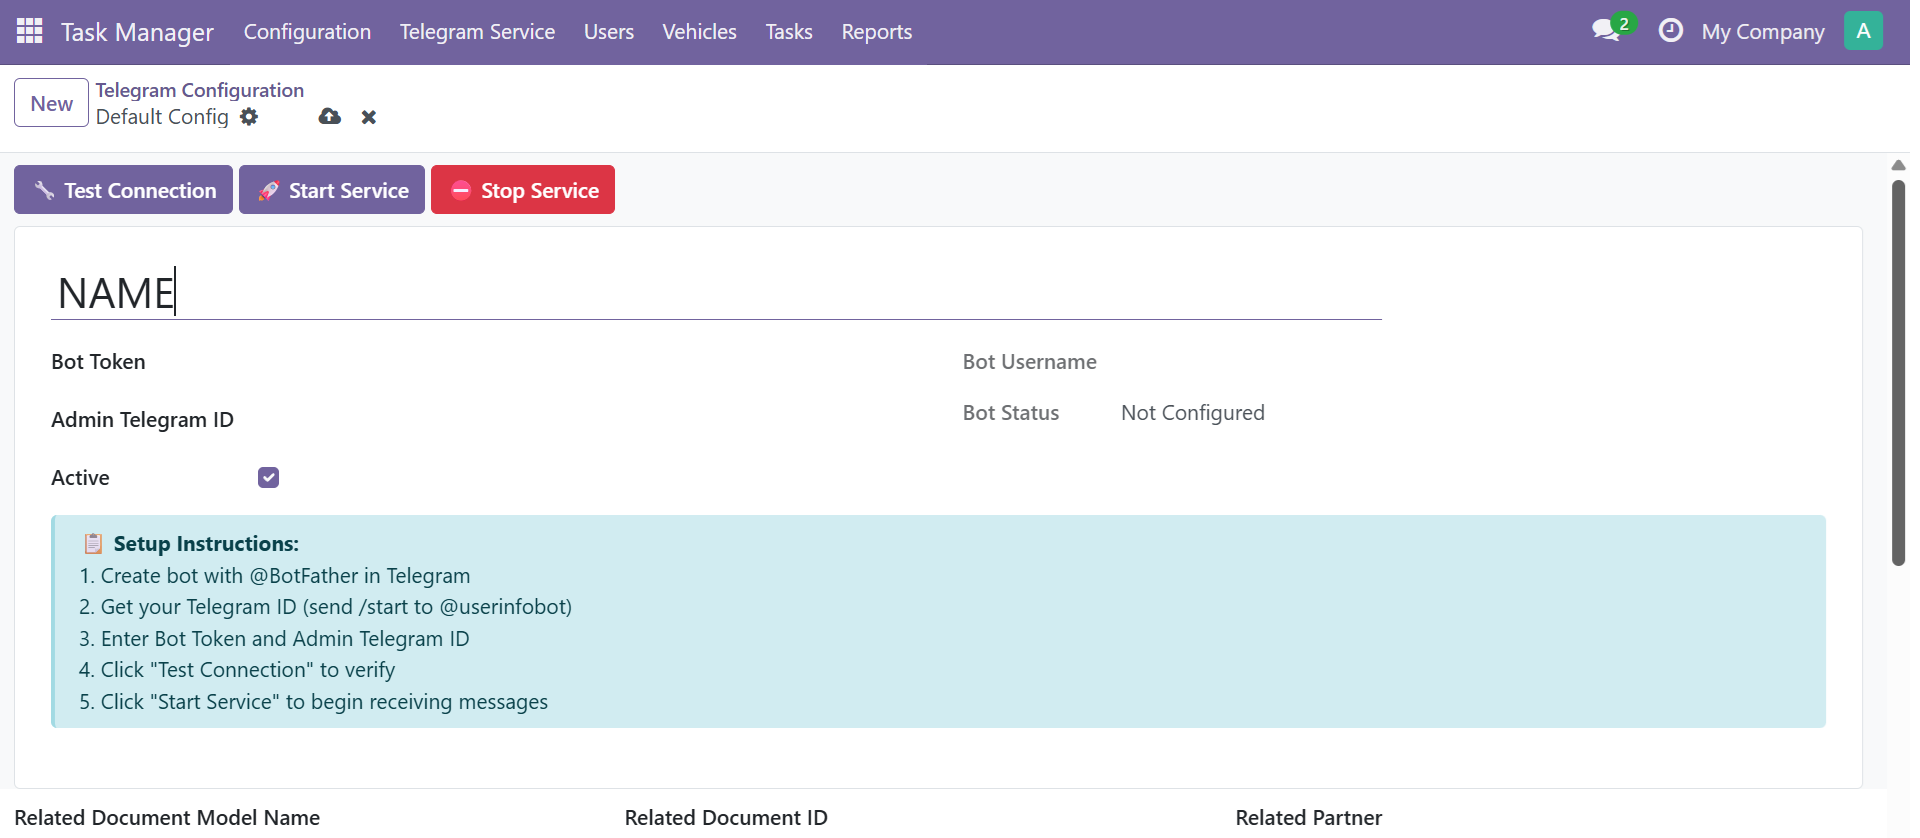 Task Manager Configuration Telegram Service Users Vehicles Tasks Reports 2 My Company A
New Telegram Configuration
Default Config
Test Connection Start Service Stop Service
NAME
Bot Token Bot Username
Admin Telegram ID Bot Status Not Configured
Active
Setup Instructions:
1. Create bot with @BotFather in Telegram
2. Get your Telegram ID (send /start to @userinfobot)
3. Enter Bot Token and Admin Telegram ID
4. Click "Test Connection" to verify
5. Click "Start Service" to begin receiving messages
Related Document Model Name Related Document ID Related Partner